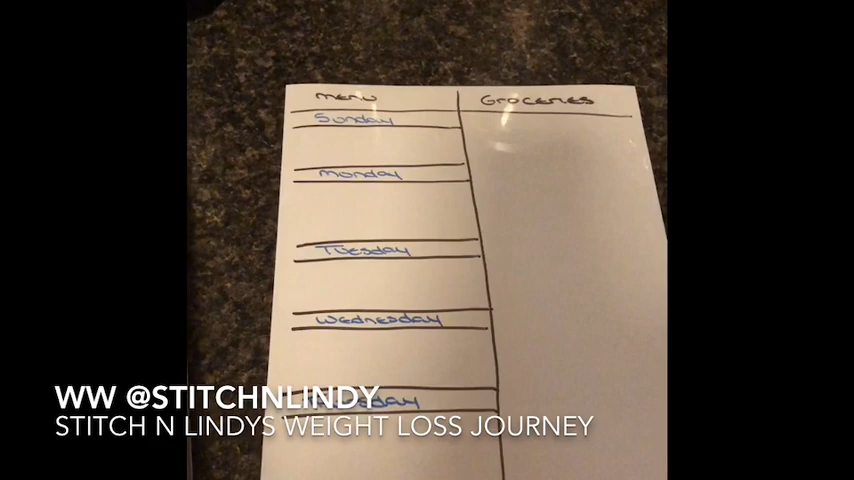 menu
Groceries
Sunday
monday
Tuesday
wednesday
WW @STITCHNLINDY
STITCH N LINDYS WEIGHT LOSS JOURNEY